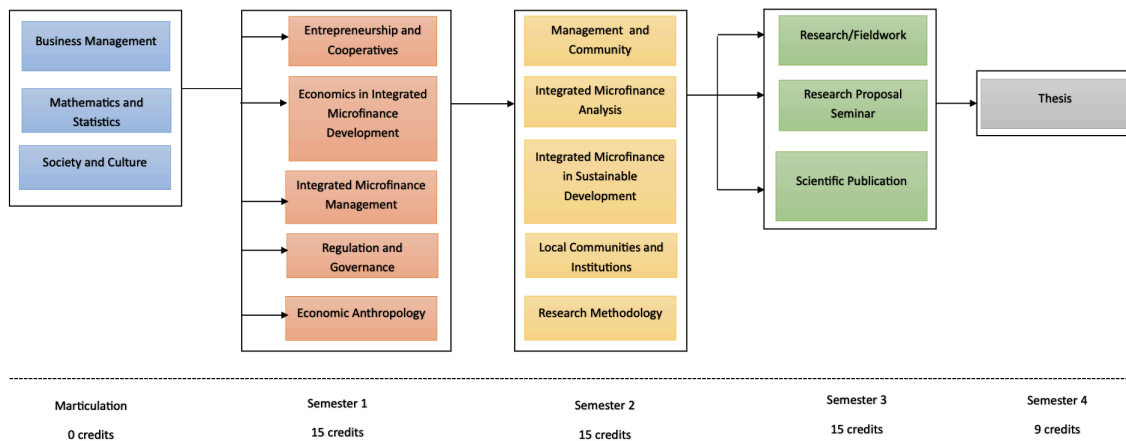 Business Management
Mathematics and
Statistics
Society and Culture
Entrepreneurship and
Cooperatives
Economics in Integrated
Microfinance
Development
Integrated Microfinance
Management
Regulation and
Governance
Economic Anthropology
Management and
Community
Integrated Microfinance
Analysis
Integrated Microfinance
in Sustainable
Development
Local Communities and
Institutions
Research Methodology
Research/Fieldwork
Research Proposal
Seminar
Scientific Publication
Thesis
Marticulation
0 credits
Semester 1
15 credits
Semester 2
15 credits
Semester 3
15 credits
Semester 4
9 credits